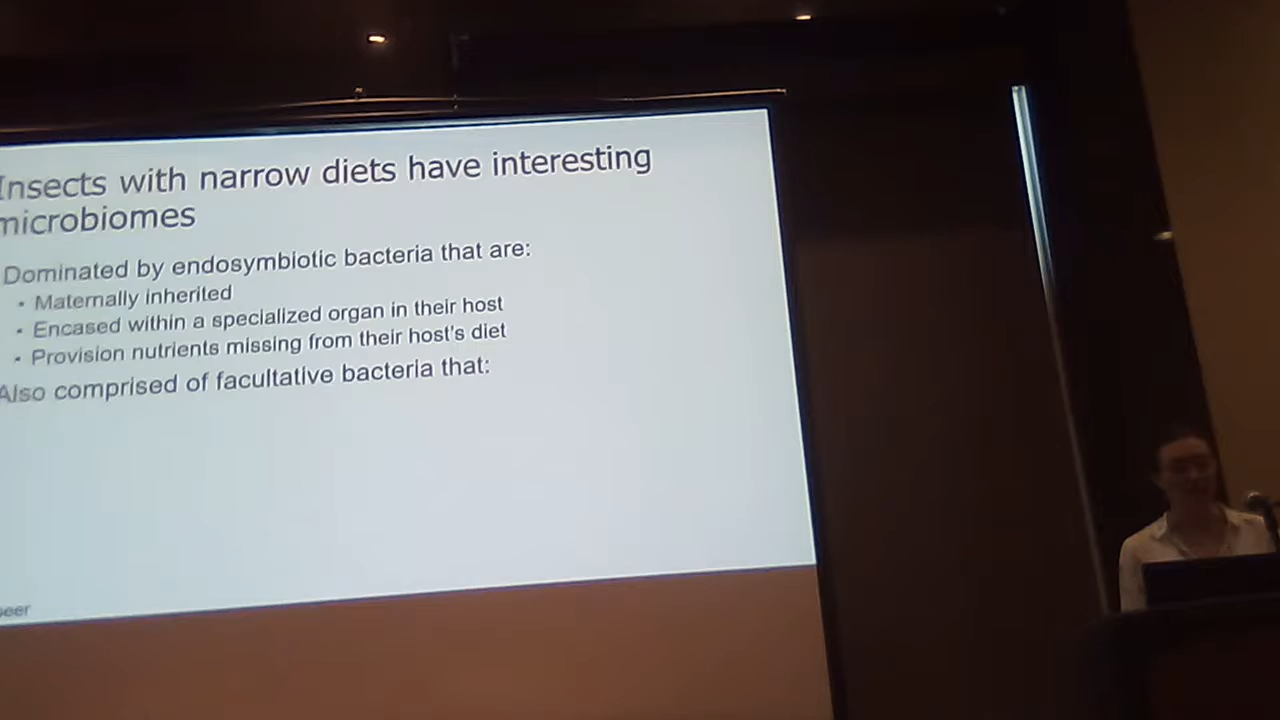 Insects with narrow diets have interesting
microbiomes
Dominated by endosymbiotic bacteria that are:
• Maternally inherited
• Encased within a specialized organ in their host
• Provision nutrients missing from their host's diet
Also comprised of facultative bacteria that: